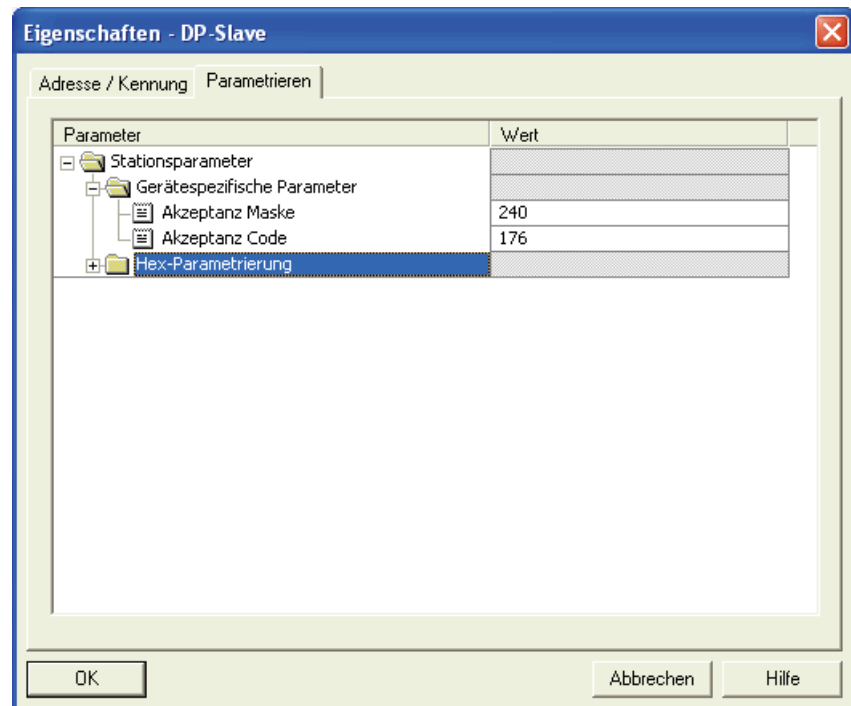 Eigenschaften - DP-Slave
Adresse / Kennung Parametrieren
Parameter Wert
Stationsparameter
Gerätespezifische Parameter
Akzeptanz Maske 240
Akzeptanz Code 176
Hex-Parametrierung
OK Abbrechen Hilfe